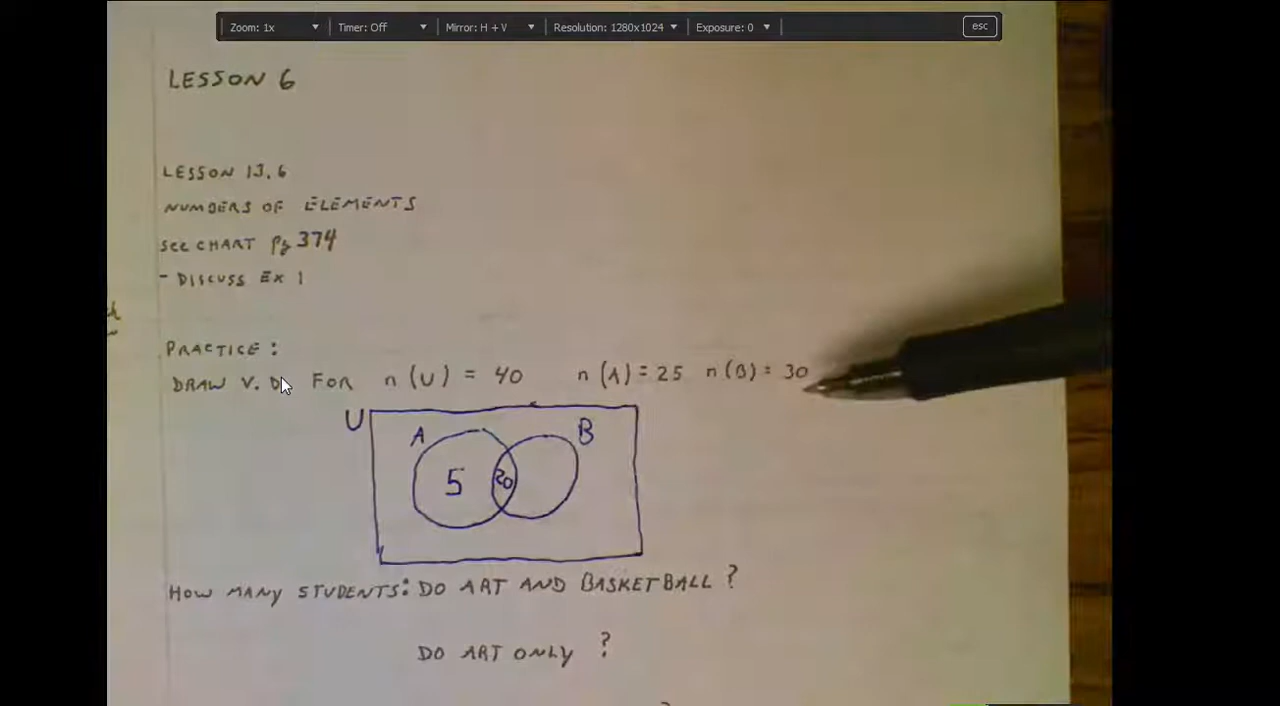 Zoom: 1x Timer: Off Mirror: H + V Resolution: 1280x1024 Exposure: 0 esc
LESSON 6
LESSON 13.6
NUMBERS OF ELEMENTS
SEE CHART pg 374
- DISCUSS EX 1
PRACTICE:
DRAW V. D. FOR n(U) = 40 n(A) = 25 n(B) = 30
U
A B
5 20
HOW MANY STUDENTS: DO ART AND BASKETBALL?
DO ART ONLY ?